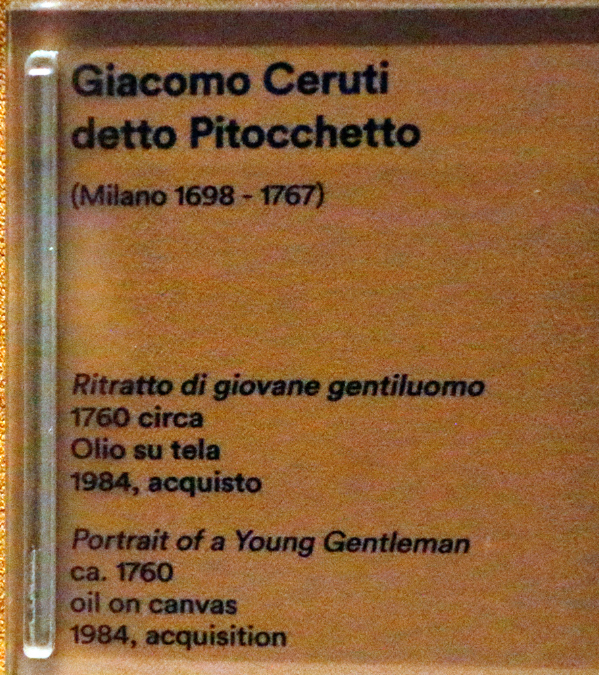 Giacomo Ceruti
detto Pitocchetto
(Milano 1698 - 1767)
Ritratto di giovane gentiluomo
1760 circa
Olio su tela
1984, acquisto
Portrait of a Young Gentleman
ca. 1760
oil on canvas
1984, acquisition